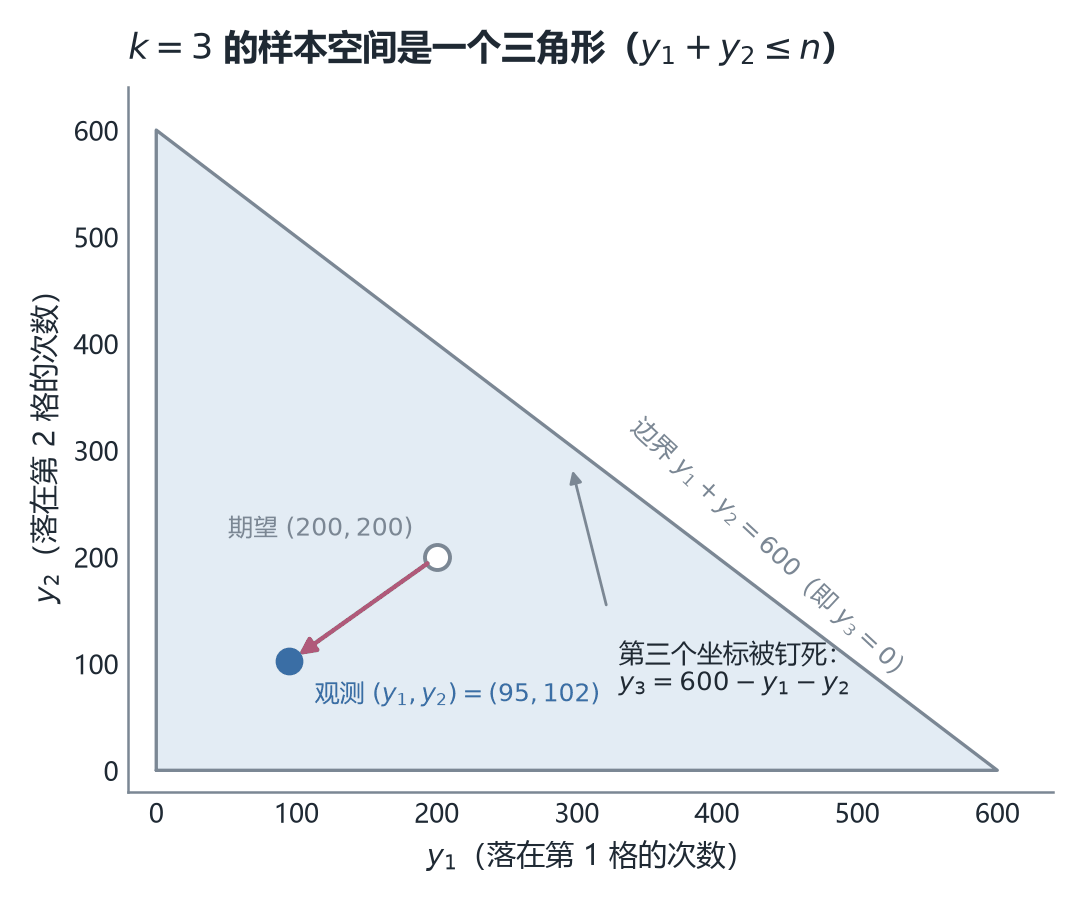 k = 3 的样本空间是一个三角形（y₁ + y₂ ≤ n）
600
500
400
300
200
100
0
y₂（落在第 2 格的次数）
边界 y₁ + y₂ = 600（即 y₃ = 0）
期望 (200, 200)
第三个坐标被钉死：
y₃ = 600 − y₁ − y₂
观测 (y₁, y₂) = (95, 102)
0 100 200 300 400 500 600
y₁（落在第 1 格的次数）